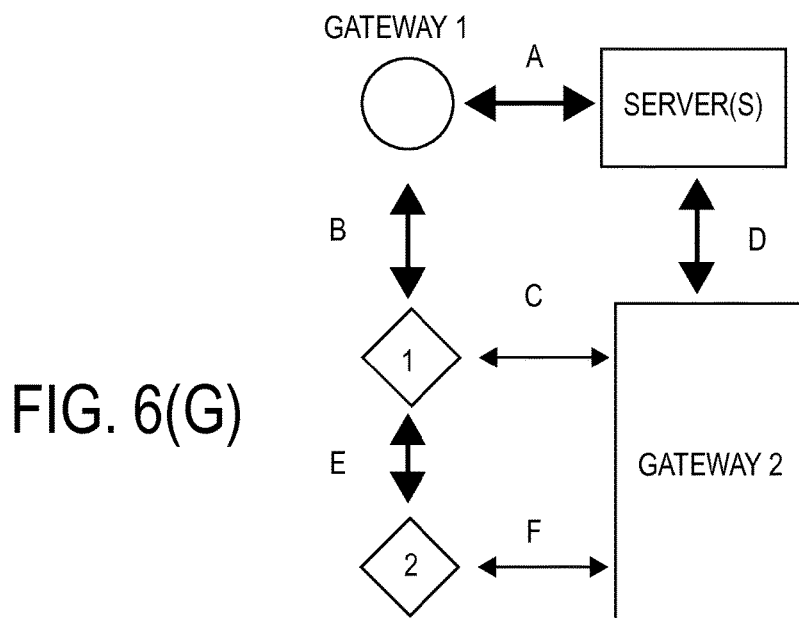 GATEWAY 1
A
SERVER(S)
B
D
C
1
FIG. 6(G)
E
GATEWAY 2
F
2